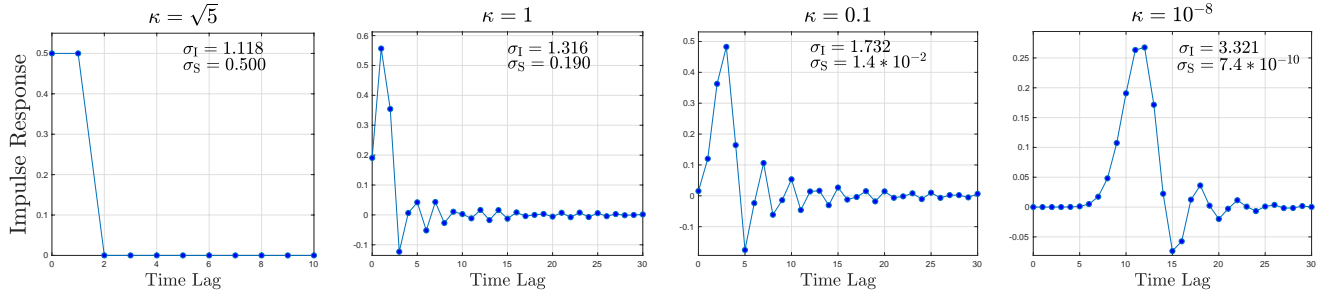 κ = √5
κ = 1
κ = 0.1
κ = 10⁻⁸
σ_I = 1.118
σ_S = 0.500
σ_I = 1.316
σ_S = 0.190
σ_I = 1.732
σ_S = 1.4 * 10⁻²
σ_I = 3.321
σ_S = 7.4 * 10⁻¹⁰
Impulse Response
0.5
0.4
0.3
0.2
0.1
0
0 2 4 6 8 10
Time Lag
0.6
0.5
0.4
0.3
0.2
0.1
0
-0.1
0 5 10 15 20 25 30
Time Lag
0.5
0.4
0.3
0.2
0.1
0
-0.1
0 5 10 15 20 25 30
Time Lag
0.25
0.2
0.15
0.1
0.05
0
-0.05
0 5 10 15 20 25 30
Time Lag